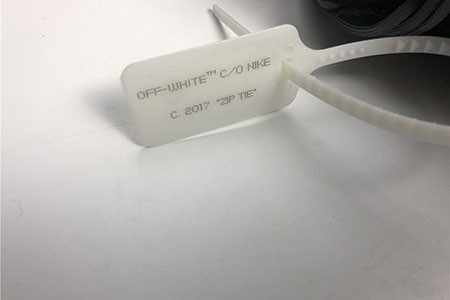 OFF-WHITE™ C/O NIKE
C. 2017 "ZIP TIE"